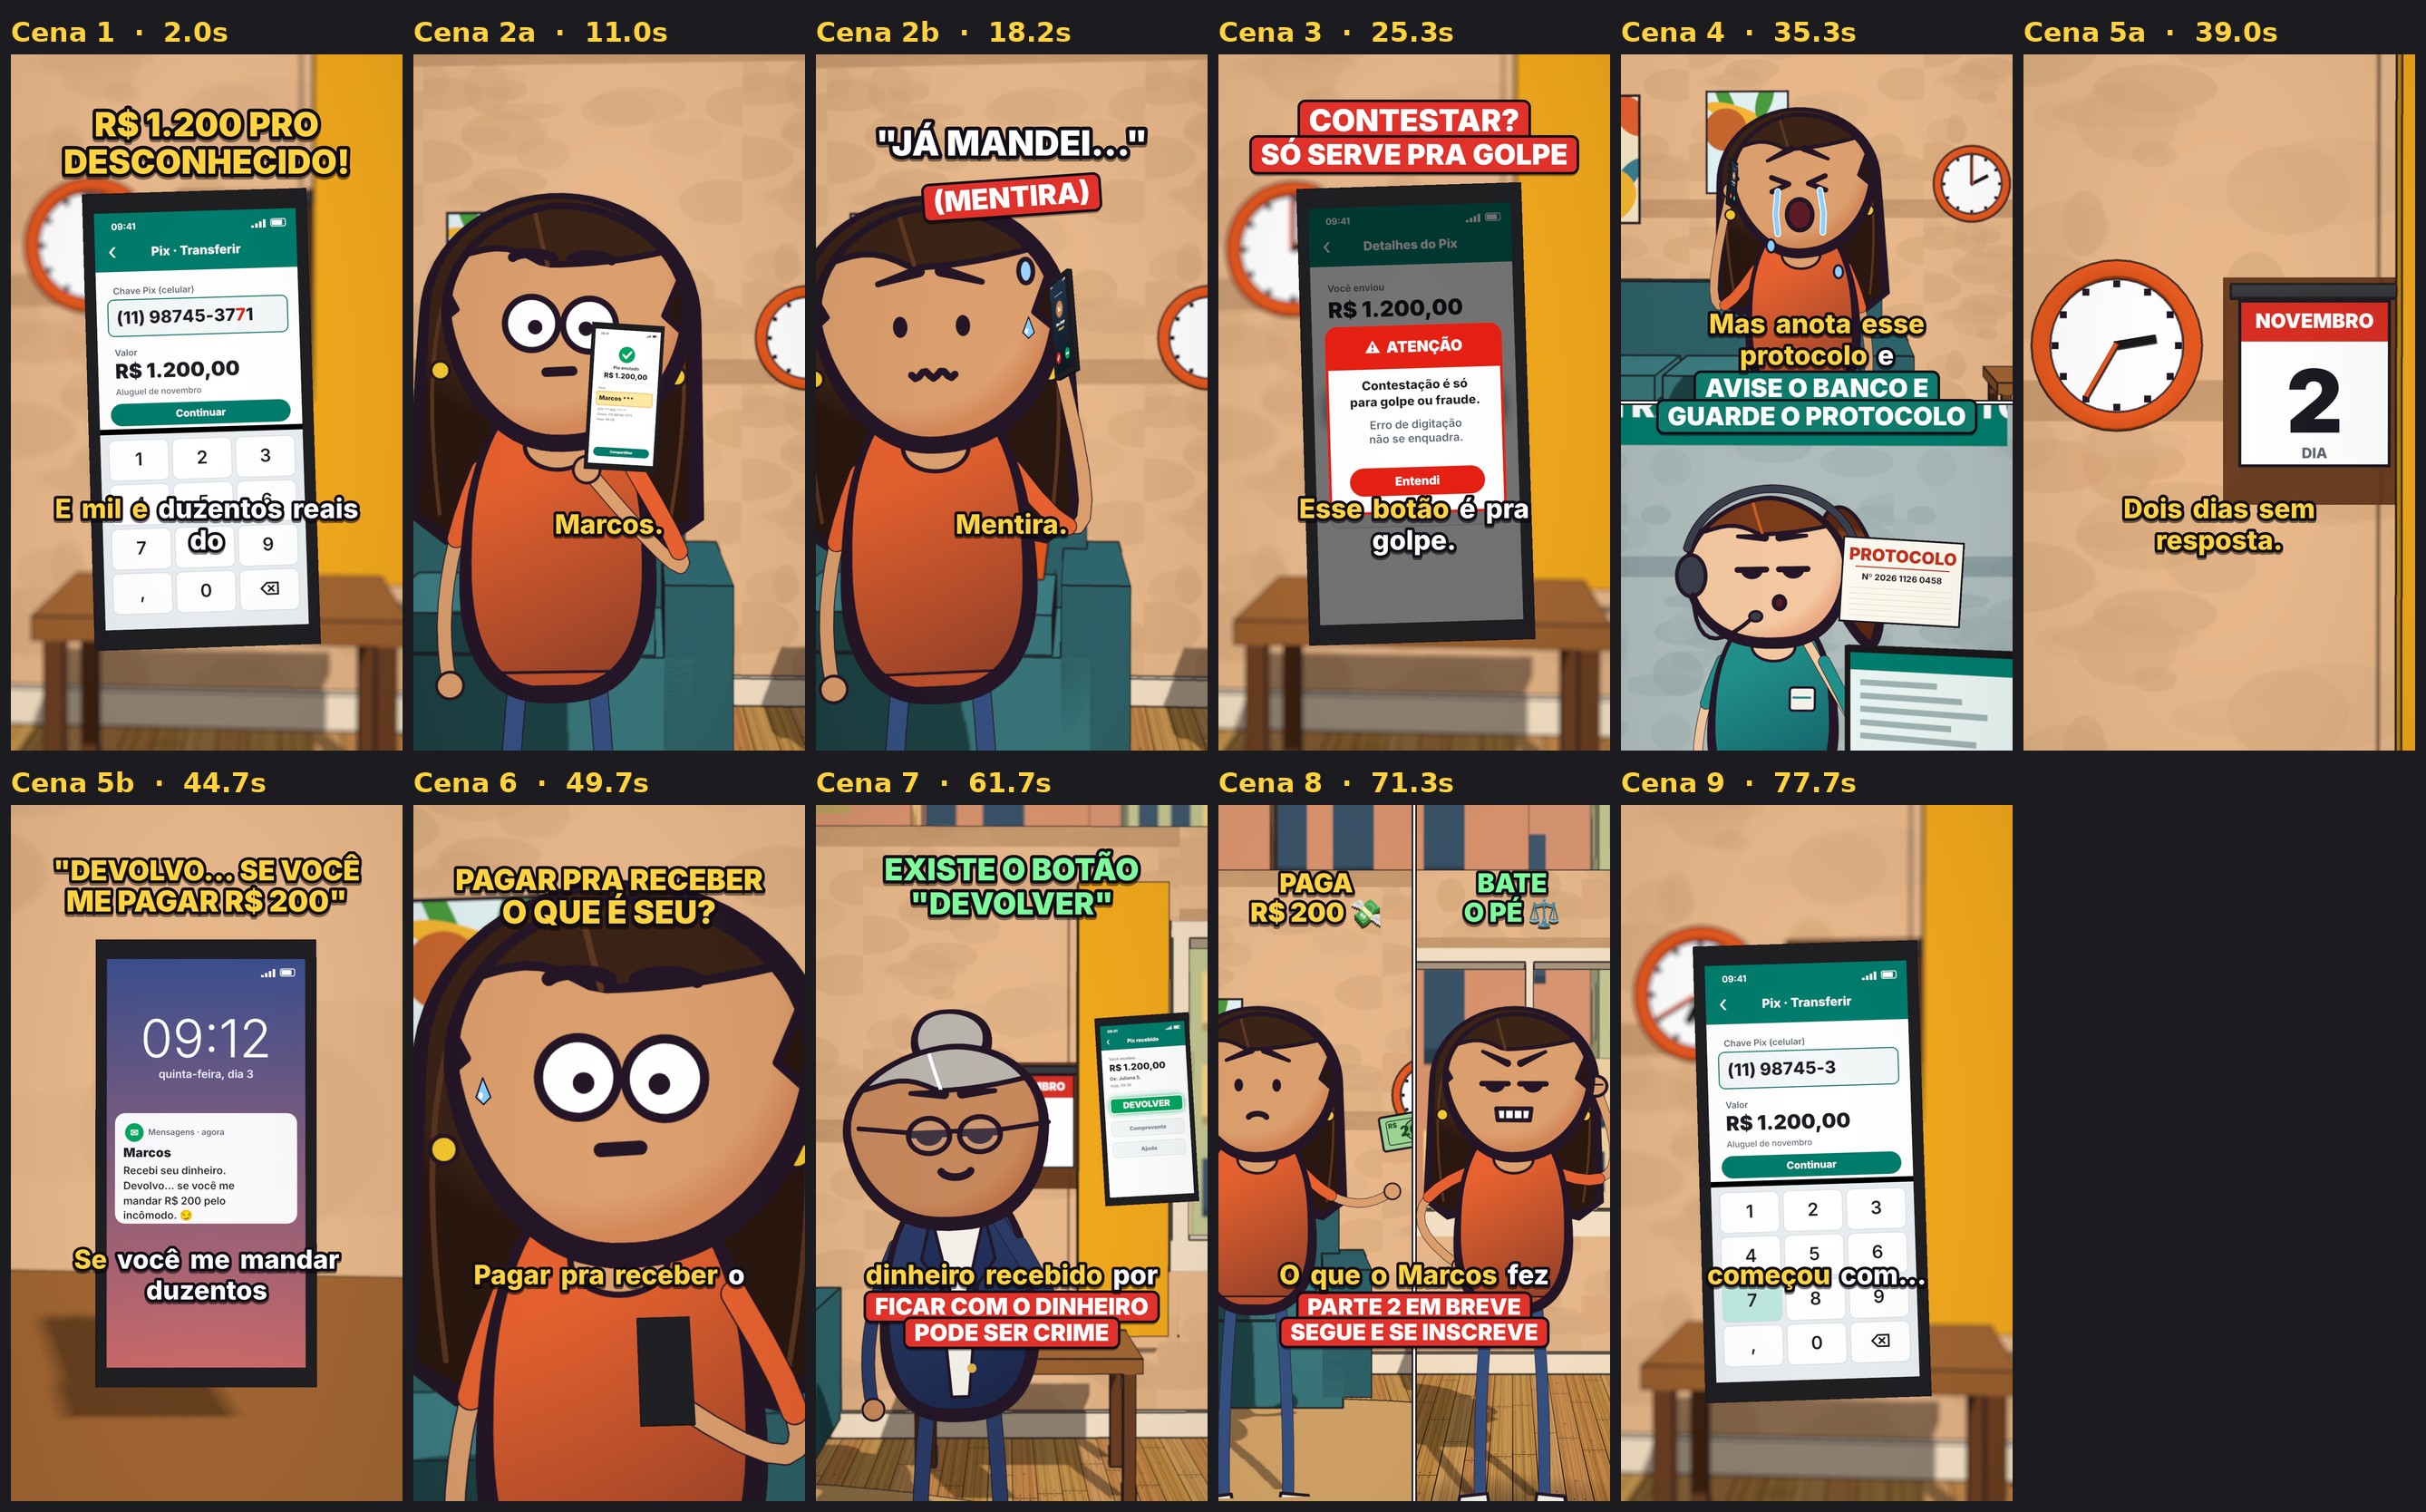 Cena 1 · 2.0s
R$ 1.200 PRO
DESCONHECIDO!
09:41
Pix · Transferir
Chave Pix (celular)
(11) 98745-3771
Valor
R$ 1.200,00
Aluguel de novembro
Continuar
1 2 3
E mil e duzentos reais
do
7 9
, 0
Cena 2a · 11.0s
Pix enviado
R$ 1.200,00
Marcos ***
Compartilhar
Marcos.
Cena 2b · 18.2s
"JÁ MANDEI..."
(MENTIRA)
Mentira.
Cena 3 · 25.3s
CONTESTAR?
SÓ SERVE PRA GOLPE
09:41
Detalhes do Pix
Você enviou
R$ 1.200,00
ATENÇÃO
Contestação é só
para golpe ou fraude.
Erro de digitação
não se enquadra.
Entendi
Esse botão é pra
golpe.
Cena 4 · 35.3s
Mas anota esse
protocolo e
AVISE O BANCO E
GUARDE O PROTOCOLO
PROTOCOLO
Nº 2026 1126 0458
Cena 5a · 39.0s
NOVEMBRO
2
DIA
Dois dias sem
resposta.
Cena 5b · 44.7s
"DEVOLVO... SE VOCÊ
ME PAGAR R$ 200"
09:12
quinta-feira, dia 3
Mensagens · agora
Marcos
Recebi seu dinheiro.
Devolvo... se você me
mandar R$ 200 pelo
incômodo. 😏
Se você me mandar
duzentos
Cena 6 · 49.7s
PAGAR PRA RECEBER
O QUE É SEU?
Pagar pra receber o
Cena 7 · 61.7s
EXISTE O BOTÃO
"DEVOLVER"
BRO
Pix recebido
Você recebeu
R$ 1.200,00
De: Juliana S.
DEVOLVER
Comprovante
Ajuda
dinheiro recebido por
FICAR COM O DINHEIRO
PODE SER CRIME
Cena 8 · 71.3s
PAGA
R$ 200 💸
BATE
O PÉ ⚖️
R$
O que o Marcos fez
PARTE 2 EM BREVE
SEGUE E SE INSCREVE
Cena 9 · 77.7s
09:41
Pix · Transferir
Chave Pix (celular)
(11) 98745-3
Valor
R$ 1.200,00
Aluguel de novembro
Continuar
1 2 3
4 5 6
começou com...
7 8 9
, 0